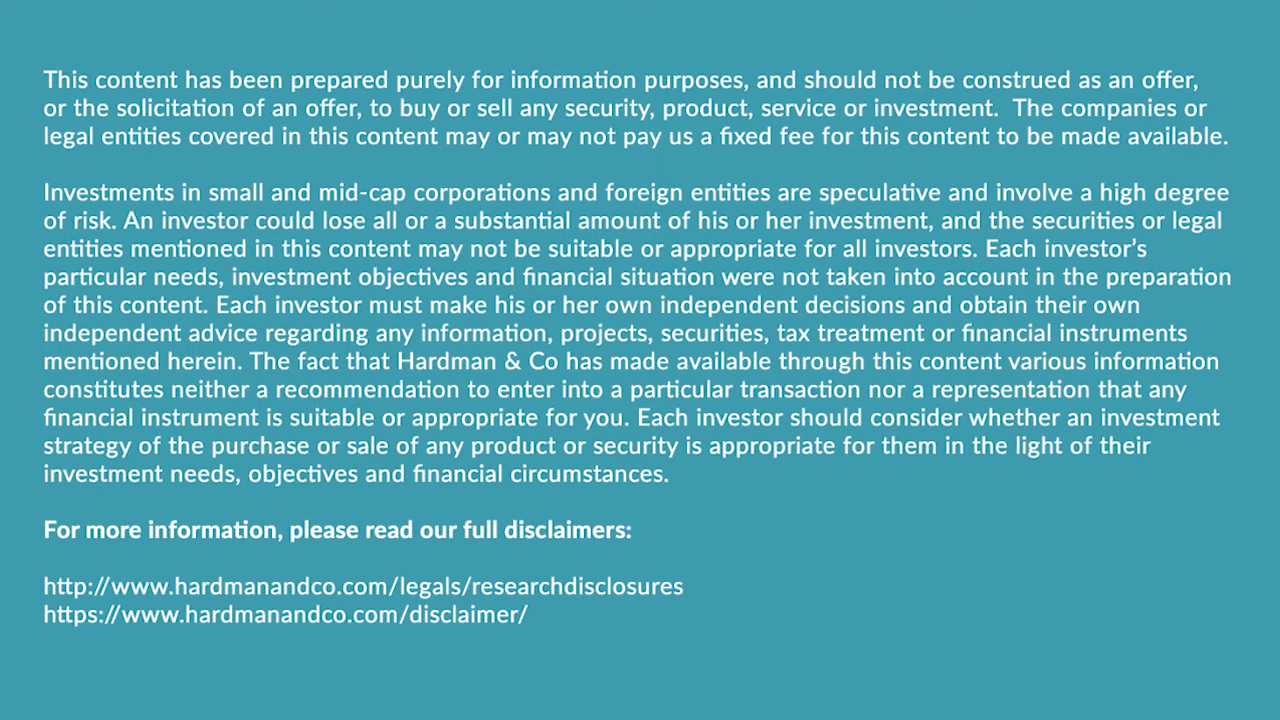 This content has been prepared purely for information purposes, and should not be construed as an offer,
or the solicitation of an offer, to buy or sell any security, product, service or investment.  The companies or
legal entities covered in this content may or may not pay us a fixed fee for this content to be made available.
Investments in small and mid-cap corporations and foreign entities are speculative and involve a high degree
of risk. An investor could lose all or a substantial amount of his or her investment, and the securities or legal
entities mentioned in this content may not be suitable or appropriate for all investors. Each investor’s
particular needs, investment objectives and financial situation were not taken into account in the preparation
of this content. Each investor must make his or her own independent decisions and obtain their own
independent advice regarding any information, projects, securities, tax treatment or financial instruments
mentioned herein. The fact that Hardman & Co has made available through this content various information
constitutes neither a recommendation to enter into a particular transaction nor a representation that any
financial instrument is suitable or appropriate for you. Each investor should consider whether an investment
strategy of the purchase or sale of any product or security is appropriate for them in the light of their
investment needs, objectives and financial circumstances.
For more information, please read our full disclaimers:
http://www.hardmanandco.com/legals/researchdisclosures
https://www.hardmanandco.com/disclaimer/